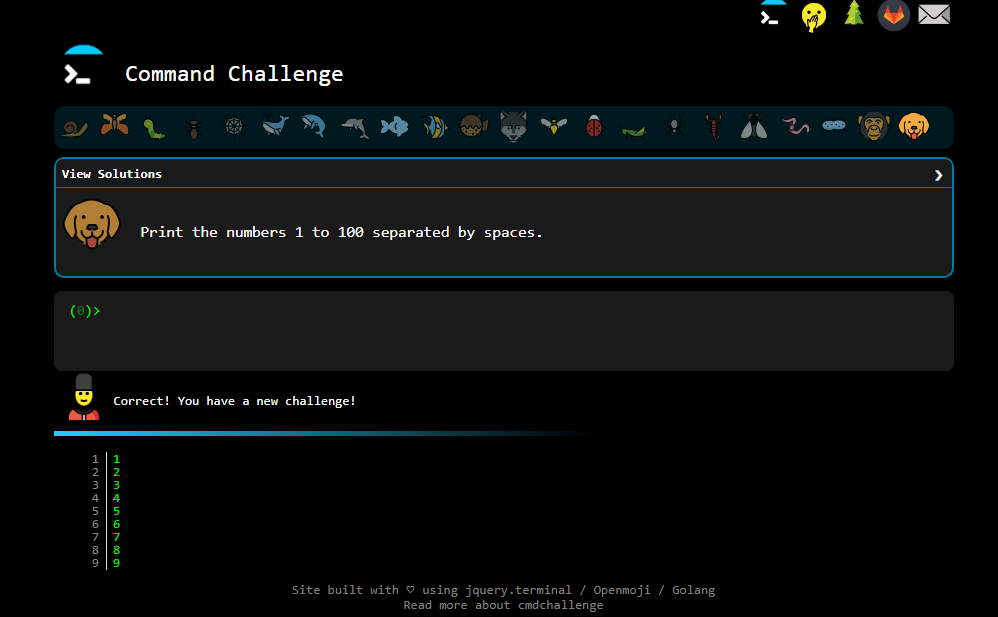 Command Challenge
View Solutions
Print the numbers 1 to 100 separated by spaces.
(0)>
Correct! You have a new challenge!
1 1
2 2
3 3
4 4
5 5
6 6
7 7
8 8
9 9
Site built with ♡ using jquery.terminal / Openmoji / Golang
Read more about cmdchallenge